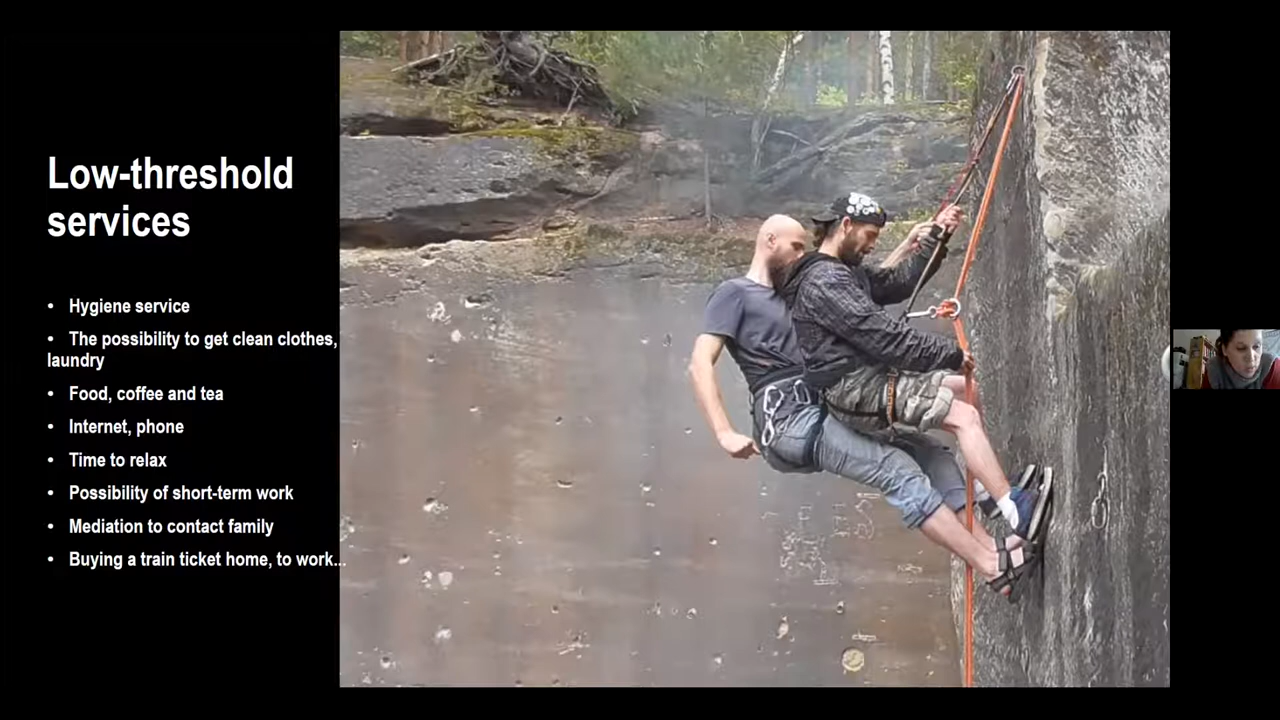 Low-threshold
services
• Hygiene service
• The possibility to get clean clothes,
laundry
• Food, coffee and tea
• Internet, phone
• Time to relax
• Possibility of short-term work
• Mediation to contact family
• Buying a train ticket home, to work...